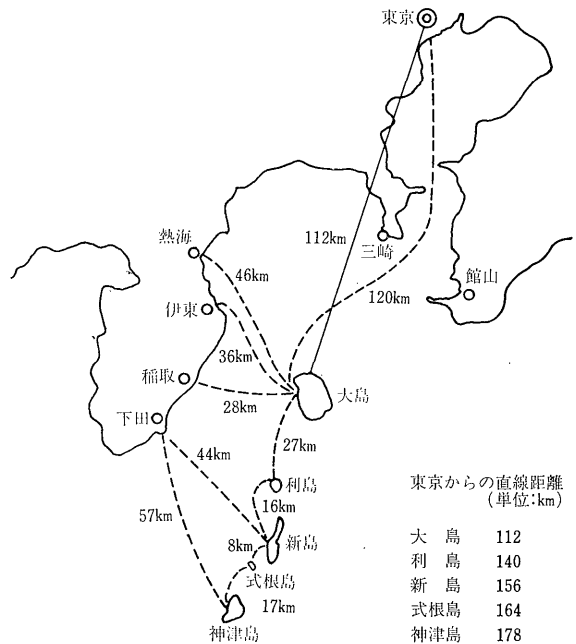 東京
112km
三崎
熱海
46km
館山
120km
伊東
36km
稲取
28km
大島
下田
44km
27km
利島
57km
16km
8km
新島
式根島
17km
神津島
東京からの直線距離
(単位:km)
大島 112
利島 140
新島 156
式根島 164
神津島 178